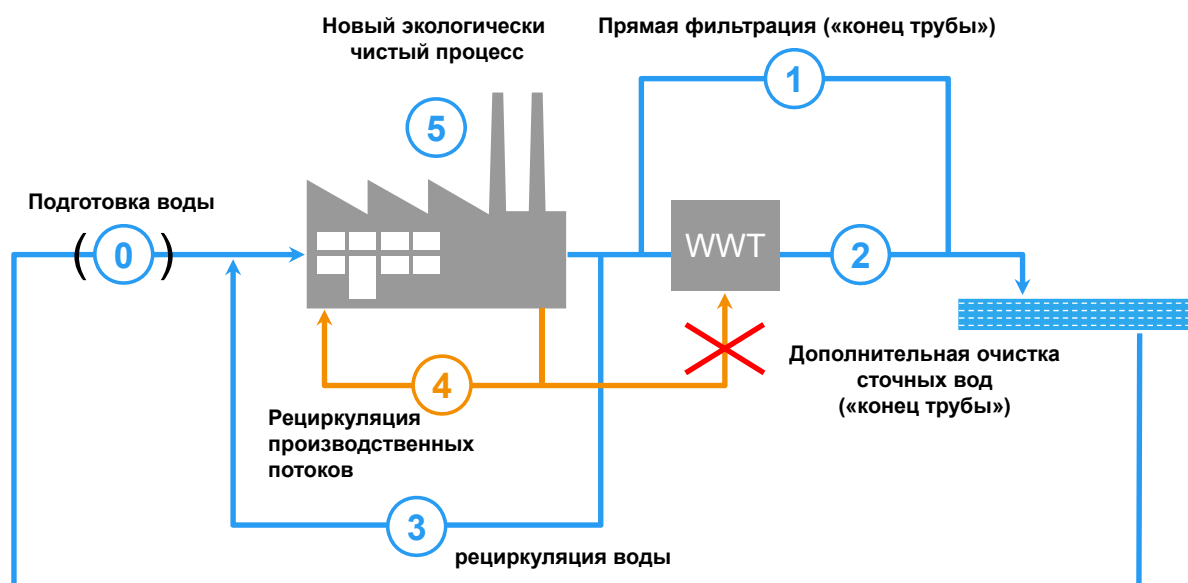 Новый экологически
чистый процесс
Прямая фильтрация («конец трубы»)
1
5
Подготовка воды
(0)
WWT
2
Дополнительная очистка
сточных вод
(«конец трубы»)
4
Рециркуляция
производственных
потоков
3
рециркуляция воды